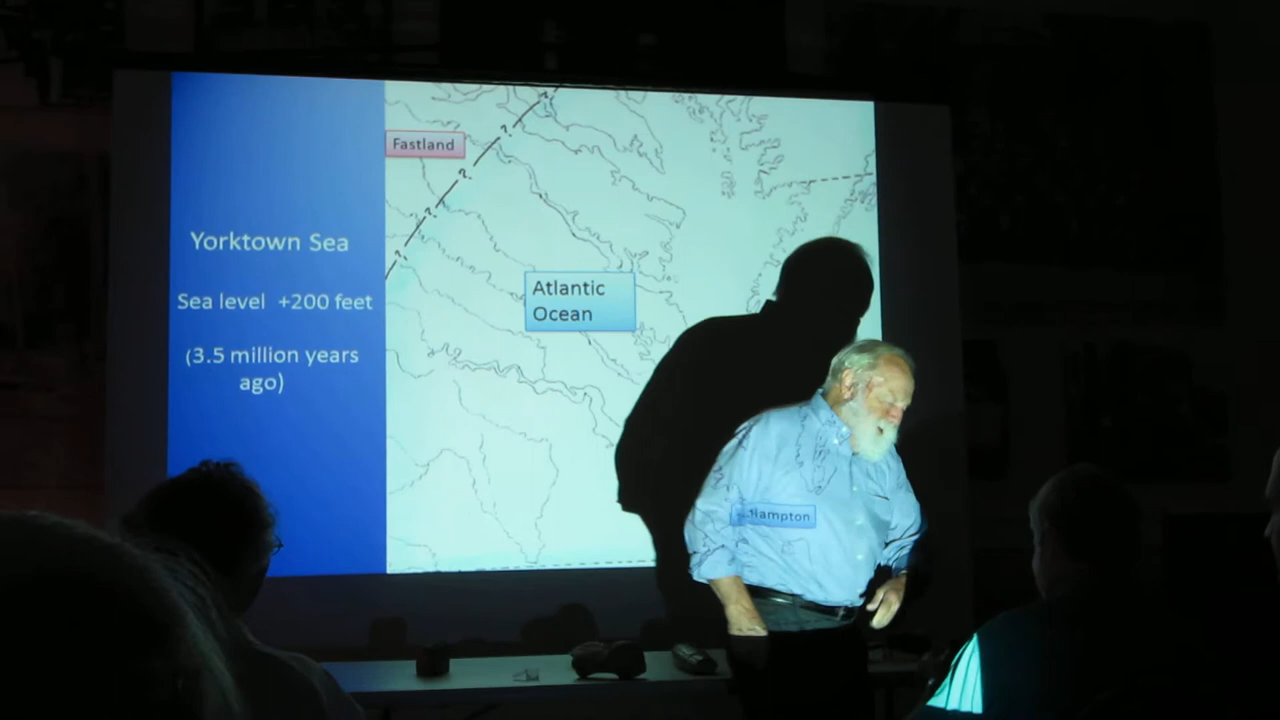 Fastland
Yorktown Sea
Sea level +200 feet
(3.5 million years
ago)
Atlantic
Ocean
Hampton
? ? ? ? ?